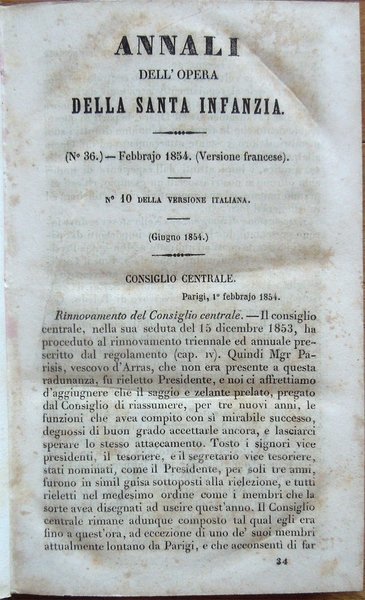 ANNALI
DELL'OPERA
DELLA SANTA INFANZIA.
(Nº 36.) — Febbrajo 1854. (Versione francese).
Nº 10 DELLA VERSIONE ITALIANA.
(Giugno 1854.)
CONSIGLIO CENTRALE.
Parigi, 1º febbrajo 1854.
Rinnovamento del Consiglio centrale. — Il consiglio
centrale, nella sua seduta del 15 dicembre 1853, ha
proceduto al rinnovamento triennale ed annuale pre-
scritto dal regolamento (cap. IV). Quindi Mgr Pa-
risis, vescovo d'Arras, che non era presente a questa
radunanza, fu rieletto Presidente, e noi ci affrettiamo
d'aggiugnere che il saggio e zelante prelato, pregato
dal Consiglio di riassumere, per tre nuovi anni, le
funzioni che avea compito con sì mirabile successo,
degnossi di buon grado accettarle ancora, e lasciarci
sperare lo stesso attaccamento. Tosto i signori vice
presidenti, il tesoriere, e il segretario vice tesoriere,
stati nominati, come il Presidente, per soli tre anni,
furono in simil guisa sottoposti alla rielezione, e tutti
rieletti nel medesimo ordine come i membri che la
sorte avea disegnati ad uscire quest'anno. Il Consiglio
centrale rimane adunque composto tal qual egli era
fino a quest'ora, ad eccezione di uno de' suoi membri
attualmente lontano da Parigi, e che acconsentì di far
34